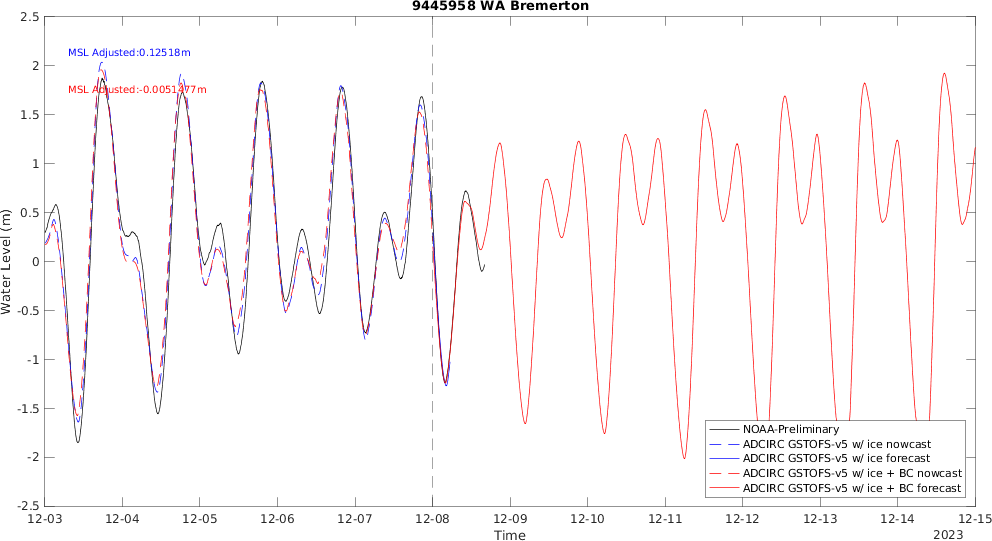 9445958 WA Bremerton
MSL Adjusted:0.12518m
MSL Adjusted:-0.0051477m
Water Level (m)
2.5
2
1.5
1
0.5
0
-0.5
-1
-1.5
-2
-2.5
NOAA-Preliminary
ADCIRC GSTOFS-v5 w/ ice nowcast
ADCIRC GSTOFS-v5 w/ ice forecast
ADCIRC GSTOFS-v5 w/ ice + BC nowcast
ADCIRC GSTOFS-v5 w/ ice + BC forecast
12-03 12-04 12-05 12-06 12-07 12-08 12-09 12-10 12-11 12-12 12-13 12-14 12-15
Time
2023